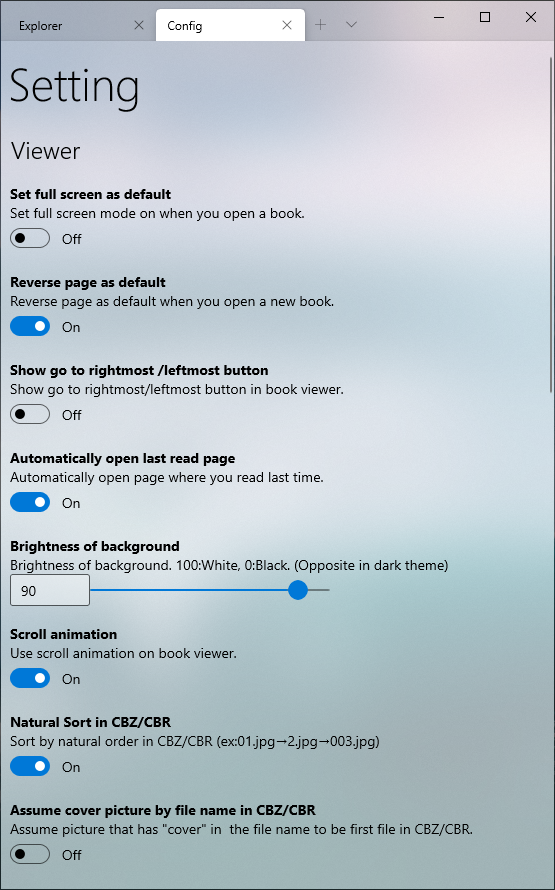 Explorer
Config
Setting
Viewer
Set full screen as default
Set full screen mode on when you open a book.
Off
Reverse page as default
Reverse page as default when you open a new book.
On
Show go to rightmost /leftmost button
Show go to rightmost/leftmost button in book viewer.
Off
Automatically open last read page
Automatically open page where you read last time.
On
Brightness of background
Brightness of background. 100:White, 0:Black. (Opposite in dark theme)
90
Scroll animation
Use scroll animation on book viewer.
On
Natural Sort in CBZ/CBR
Sort by natural order in CBZ/CBR (ex:01.jpg→2.jpg→003.jpg)
On
Assume cover picture by file name in CBZ/CBR
Assume picture that has "cover" in  the file name to be first file in CBZ/CBR.
Off